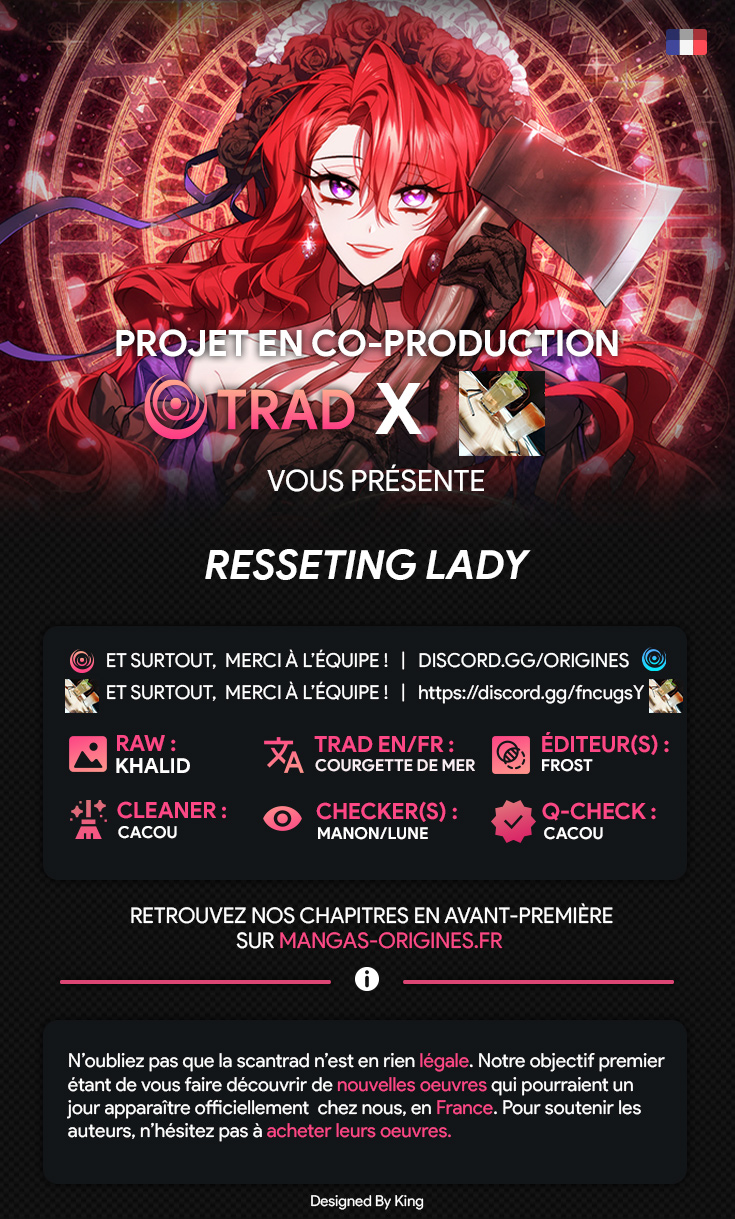 PROJET EN CO-PRODUCTION
TRAD X
VOUS PRÉSENTE
RESSETING LADY
ET SURTOUT, MERCI À L'ÉQUIPE ! | DISCORD.GG/ORIGINES
ET SURTOUT, MERCI À L'ÉQUIPE ! | https://discord.gg/fncugsY
RAW : TRAD EN/FR : ÉDITEUR(S) :
KHALID COURGETTE DE MER FROST
CLEANER : CHECKER(S) : Q-CHECK :
CACOU MANON/LUNE CACOU
RETROUVEZ NOS CHAPITRES EN AVANT-PREMIÈRE
SUR MANGAS-ORIGINES.FR
N'oubliez pas que la scantrad n'est en rien légale. Notre objectif premier
étant de vous faire découvrir de nouvelles oeuvres qui pourraient un
jour apparaître officiellement chez nous, en France. Pour soutenir les
auteurs, n'hésitez pas à acheter leurs oeuvres.
Designed By King